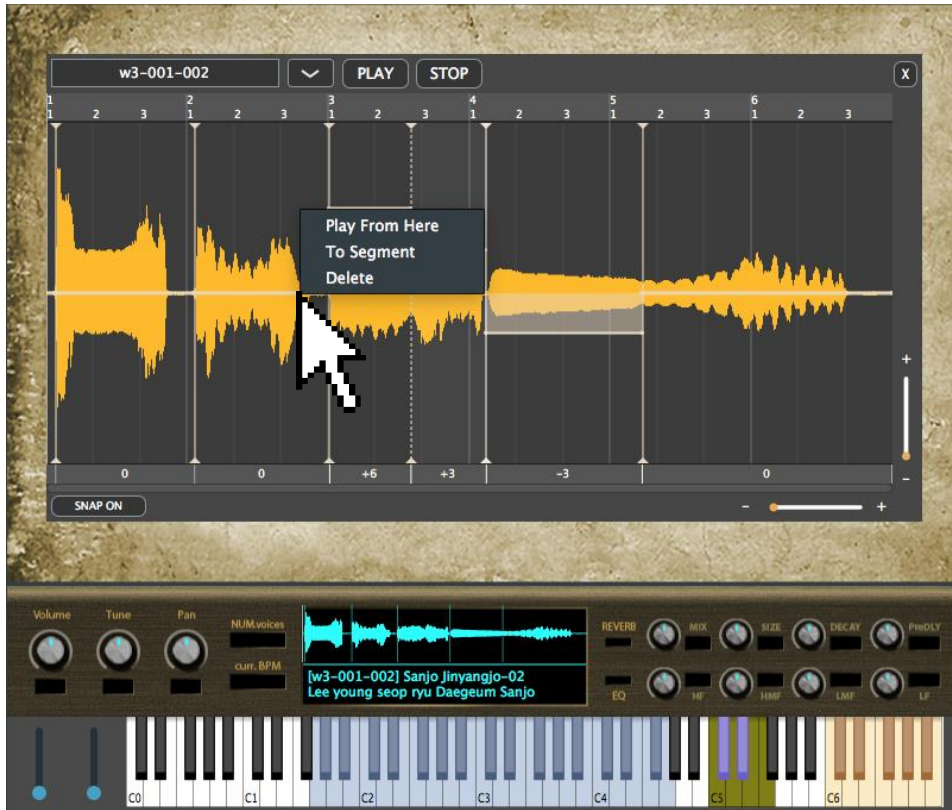 w3-001-002 PLAY STOP X
1 2 3 4 5 6
1 2 3 1 2 3 1 2 3 1 2 3 1 2 3 1 2 3
Play From Here
To Segment
Delete
+
0 0 +6 +3 -3 0 -
SNAP ON - +
Volume Tune Pan NUM.voices REVERB MIX SIZE DECAY PreDLY
curr. BPM
[w3-001-002] Sanjo Jinyangjo-02
Lee young seop ryu Daegeum Sanjo
EQ HF HMF LMF LF
C0 C1 C2 C3 C4 C5 C6